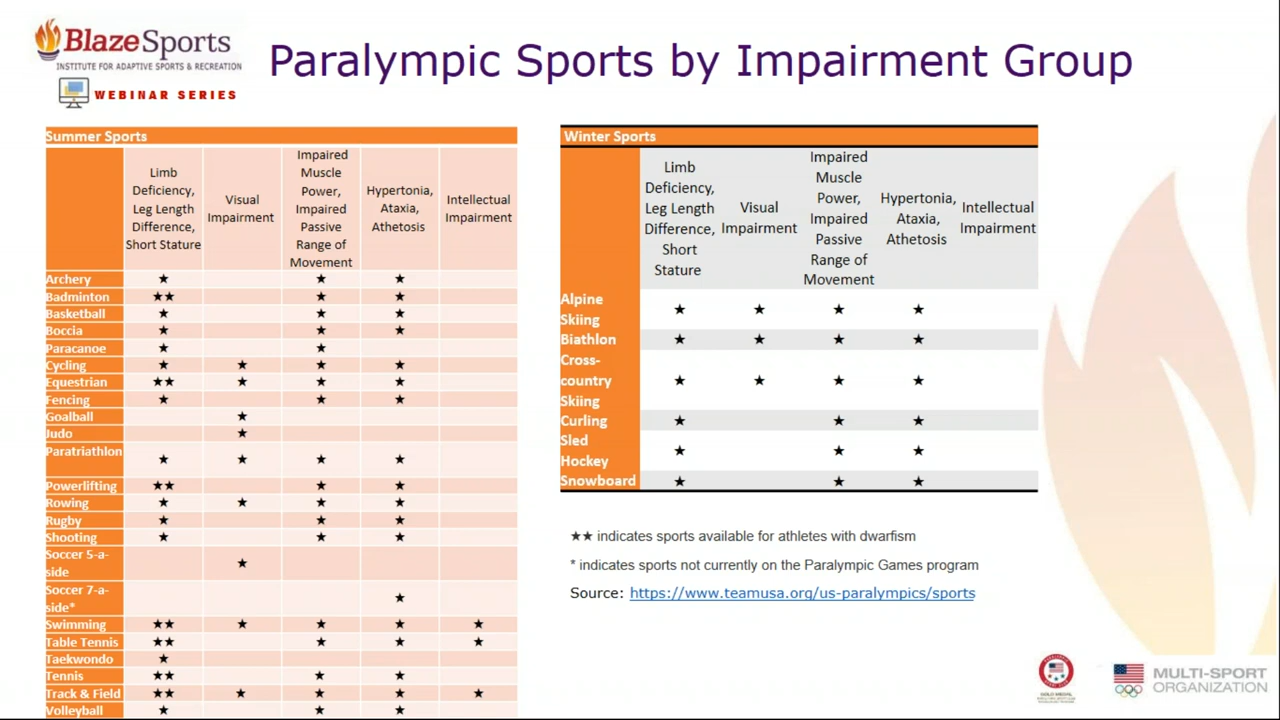 BlazeSports
INSTITUTE FOR ADAPTIVE SPORTS & RECREATION
WEBINAR SERIES
Paralympic Sports by Impairment Group
Summer Sports
Limb
Deficiency,
Leg Length
Difference,
Short Stature
Visual
Impairment
Impaired
Muscle
Power,
Impaired
Passive
Range of
Movement
Hypertonia,
Ataxia,
Athetosis
Intellectual
Impairment
Archery ★ ★ ★
Badminton ★★ ★ ★
Basketball ★ ★ ★
Boccia ★ ★ ★
Paracanoe ★ ★
Cycling ★ ★ ★ ★
Equestrian ★★ ★ ★ ★
Fencing ★ ★ ★
Goalball ★
Judo ★
Paratriathlon ★ ★ ★ ★
Powerlifting ★★ ★ ★
Rowing ★ ★ ★ ★
Rugby ★ ★ ★
Shooting ★ ★ ★
Soccer 5-a-
side ★
Soccer 7-a-
side* ★
Swimming ★★ ★ ★ ★ ★
Table Tennis ★★ ★ ★ ★
Taekwondo ★
Tennis ★★ ★ ★
Track & Field ★★ ★ ★ ★ ★
Volleyball ★ ★ ★
Winter Sports
Limb
Deficiency,
Leg Length
Difference,
Short
Stature
Visual
Impairment
Impaired
Muscle
Power,
Impaired
Passive
Range of
Movement
Hypertonia,
Ataxia,
Athetosis
Intellectual
Impairment
Alpine
Skiing ★ ★ ★ ★
Biathlon ★ ★ ★ ★
Cross-
country
Skiing ★ ★ ★ ★
Curling ★ ★ ★
Sled
Hockey ★ ★ ★
Snowboard ★ ★ ★
★★ indicates sports available for athletes with dwarfism
* indicates sports not currently on the Paralympic Games program
Source: https://www.teamusa.org/us-paralympics/sports
GOLD MEDAL
MULTI-SPORT
ORGANIZATION